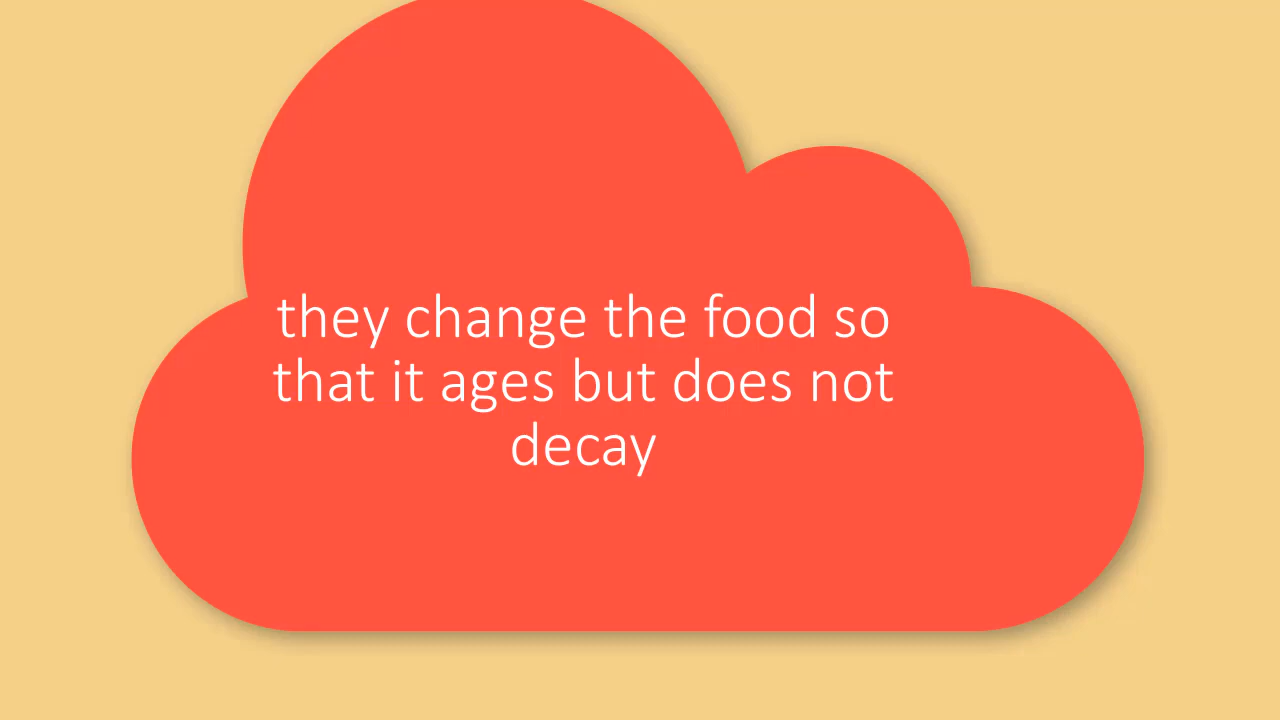 they change the food so
that it ages but does not
decay